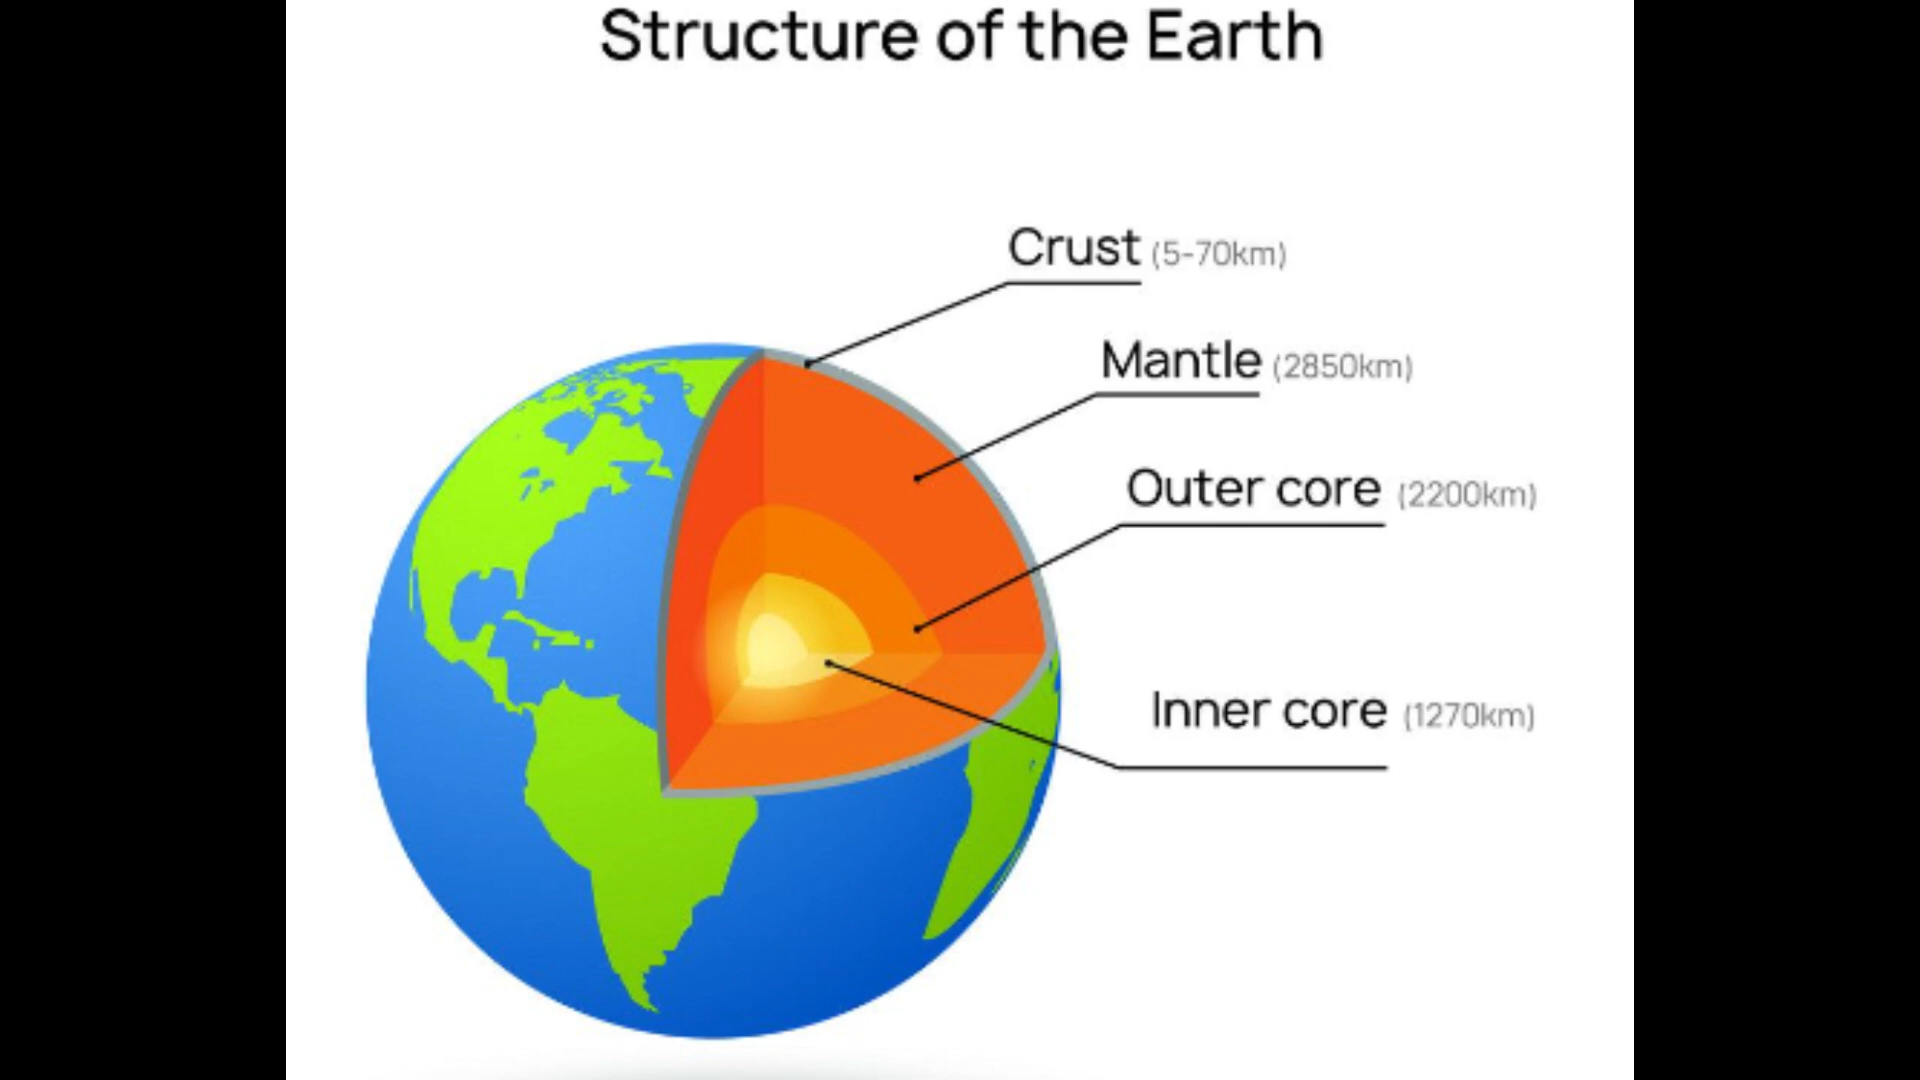 Structure of the Earth
Crust (5-70km)
Mantle (2850km)
Outer core (2200km)
Inner core (1270km)